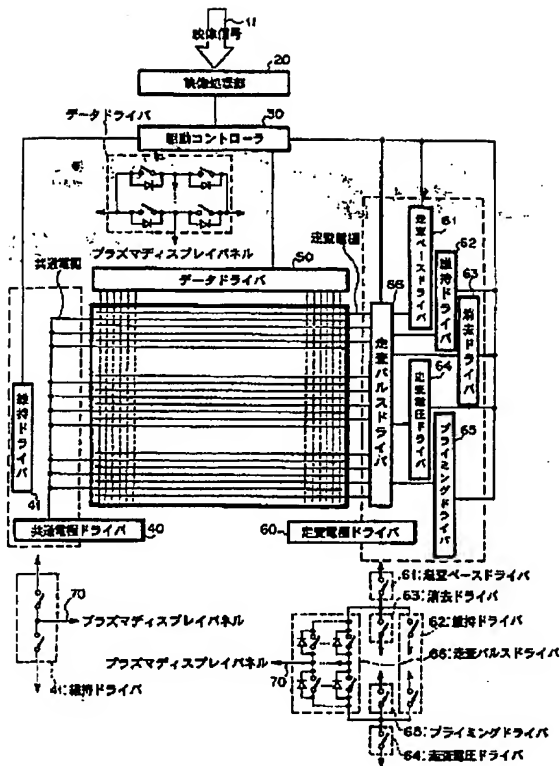 11
映像信号
20
映像処理部
データドライバ
30
駆動コントローラ
プラズマディスプレイパネル
走査電極
共通電極
50
データドライバ
66
走査パルスドライバ
61
走査ベースドライバ
62
維持ドライバ
63
消去ドライバ
64
走査電圧ドライバ
65
プライミングドライバ
維持ドライバ
41
共通電極ドライバ
40
60
走査電極ドライバ
70
プラズマディスプレイパネル
41:維持ドライバ
61:走査ベースドライバ
63:消去ドライバ
62:維持ドライバ
66:走査パルスドライバ
プラズマディスプレイパネル
70
65:プライミングドライバ
64:走査電圧ドライバ